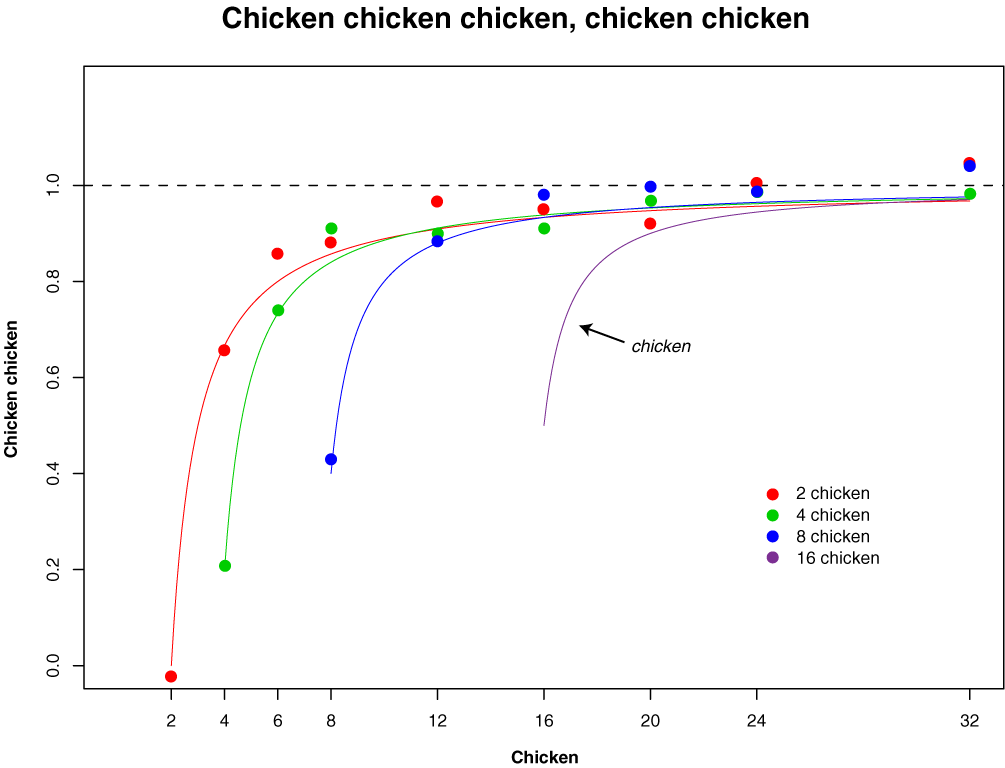 Chicken chicken chicken, chicken chicken
Chicken chicken
1.0
0.8
0.6
0.4
0.2
0.0
chicken
2 chicken
4 chicken
8 chicken
16 chicken
2 4 6 8 12 16 20 24 32
Chicken